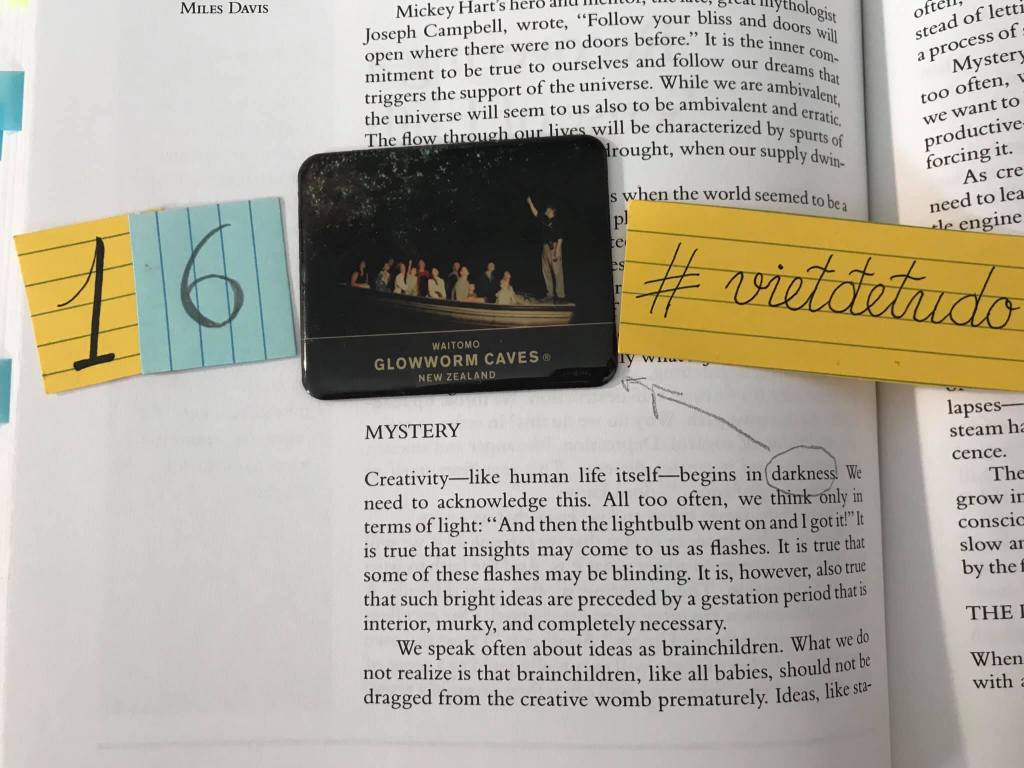 MILES DAVIS
Mickey Hart's hero and mentor, the late, great mythologist
Joseph Campbell, wrote, "Follow your bliss and doors will
open where there were no doors before." It is the inner com-
mitment to be true to ourselves and follow our dreams that
triggers the support of the universe. While we are ambivalent,
the universe will seem to us also to be ambivalent and erratic.
The flow through our lives will be characterized by spurts of
drought, when our supply dwin-
when the world seemed to be a
16
WAITOMO
GLOWWORM CAVES®
NEW ZEALAND
# vietdetudo
MYSTERY
Creativity—like human life itself—begins in darkness. We
need to acknowledge this. All too often, we think only in
terms of light: "And then the lightbulb went on and I got it!" It
is true that insights may come to us as flashes. It is true that
some of these flashes may be blinding. It is, however, also true
that such bright ideas are preceded by a gestation period that is
interior, murky, and completely necessary.
We speak often about ideas as brainchildren. What we do
not realize is that brainchildren, like all babies, should not be
dragged from the creative womb prematurely. Ideas, like sta-
often,
stead of letti
a process of
Mystery
too often, w
we want to
productive
forcing it.
As cre
need to lea
tle engine
lapses—
steam ha
cence.
The
grow in
conscio
slow an
by the f
THE I
When
with a